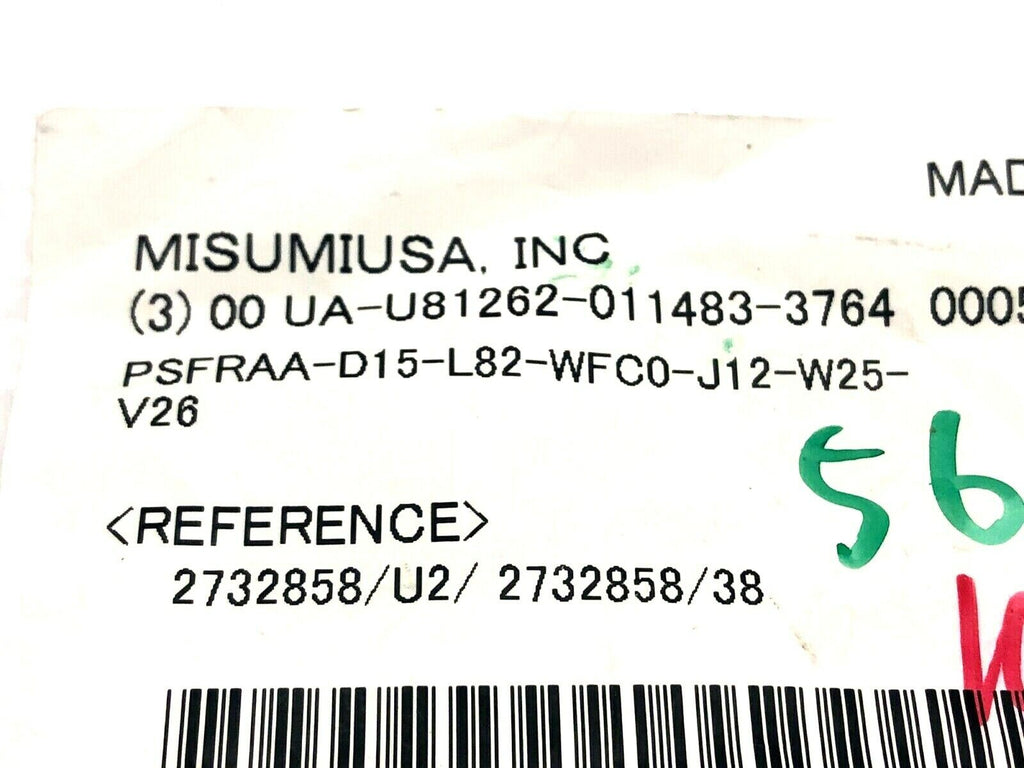 MAD
MISUMIUSA, INC
(3) 00 UA-U81262-011483-3764 0005
PSFRAA-D15-L82-WFC0-J12-W25-
V26
56
<REFERENCE>
2732858/U2/ 2732858/38